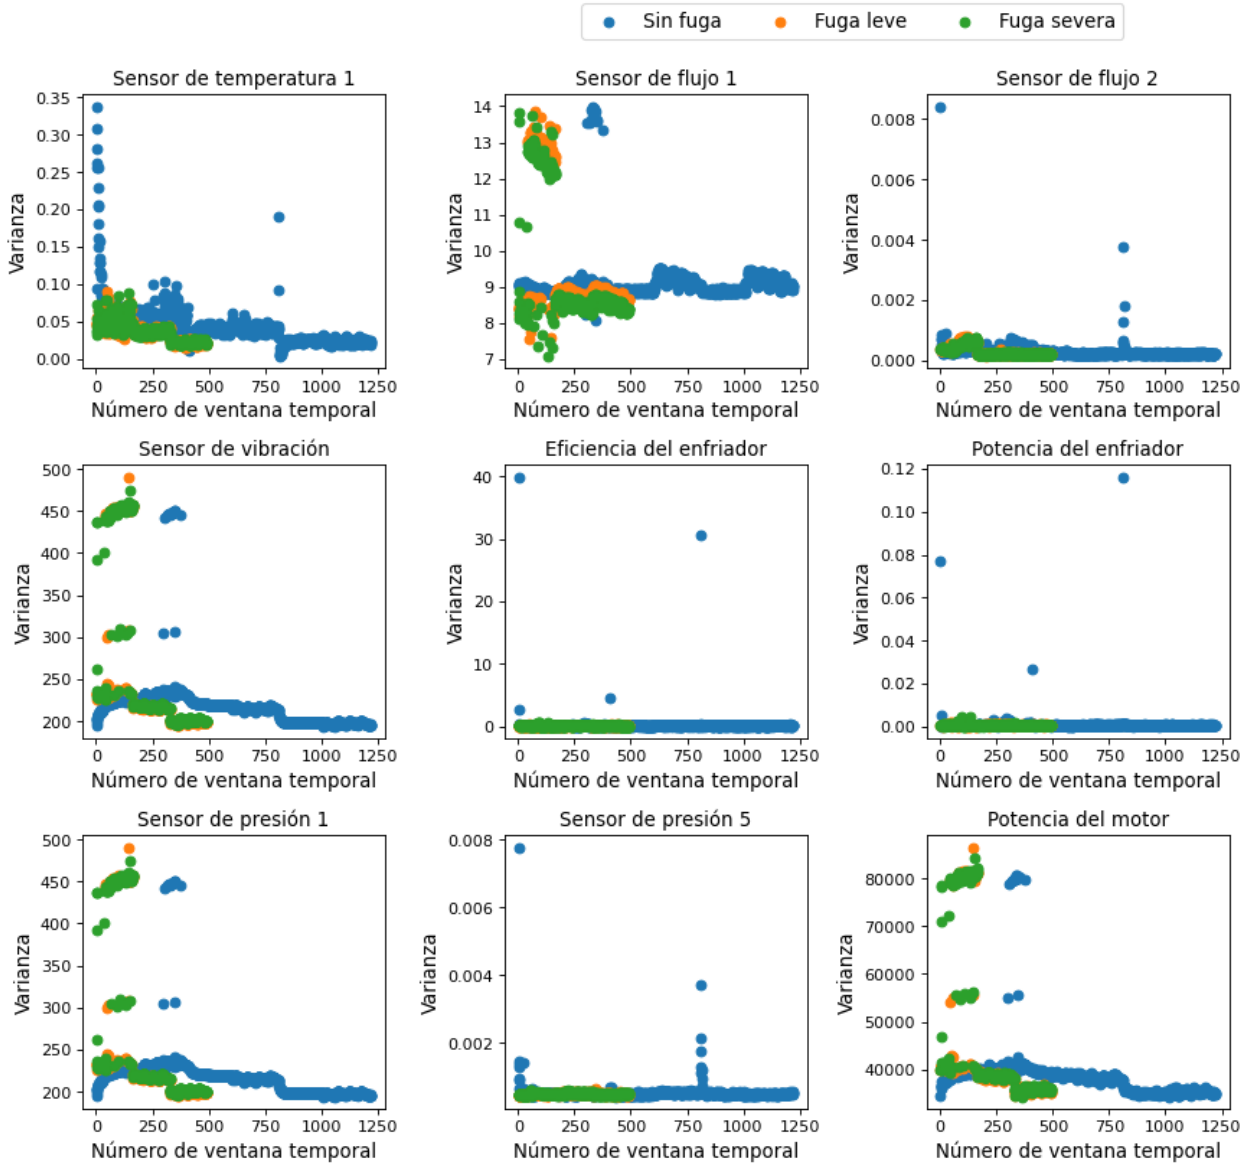 Sin fuga Fuga leve Fuga severa
Sensor de temperatura 1
Varianza
0.35
0.30
0.25
0.20
0.15
0.10
0.05
0.00
0 250 500 750 1000 1250
Número de ventana temporal
Sensor de flujo 1
Varianza
14
13
12
11
10
9
8
7
0 250 500 750 1000 1250
Número de ventana temporal
Sensor de flujo 2
Varianza
0.008
0.006
0.004
0.002
0.000
0 250 500 750 1000 1250
Número de ventana temporal
Sensor de vibración
Varianza
500
450
400
350
300
250
200
0 250 500 750 1000 1250
Número de ventana temporal
Eficiencia del enfriador
Varianza
40
30
20
10
0
0 250 500 750 1000 1250
Número de ventana temporal
Potencia del enfriador
Varianza
0.12
0.10
0.08
0.06
0.04
0.02
0.00
0 250 500 750 1000 1250
Número de ventana temporal
Sensor de presión 1
Varianza
500
450
400
350
300
250
200
0 250 500 750 1000 1250
Número de ventana temporal
Sensor de presión 5
Varianza
0.008
0.006
0.004
0.002
0 250 500 750 1000 1250
Número de ventana temporal
Potencia del motor
Varianza
80000
70000
60000
50000
40000
0 250 500 750 1000 1250
Número de ventana temporal